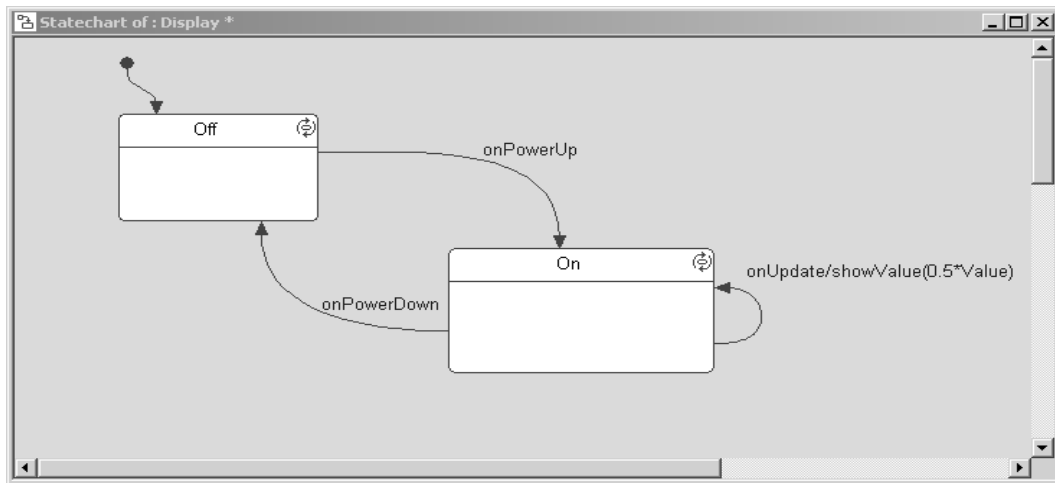 Statechart of : Display *
Off
onPowerUp
On
onUpdate/showValue(0.5*Value)
onPowerDown